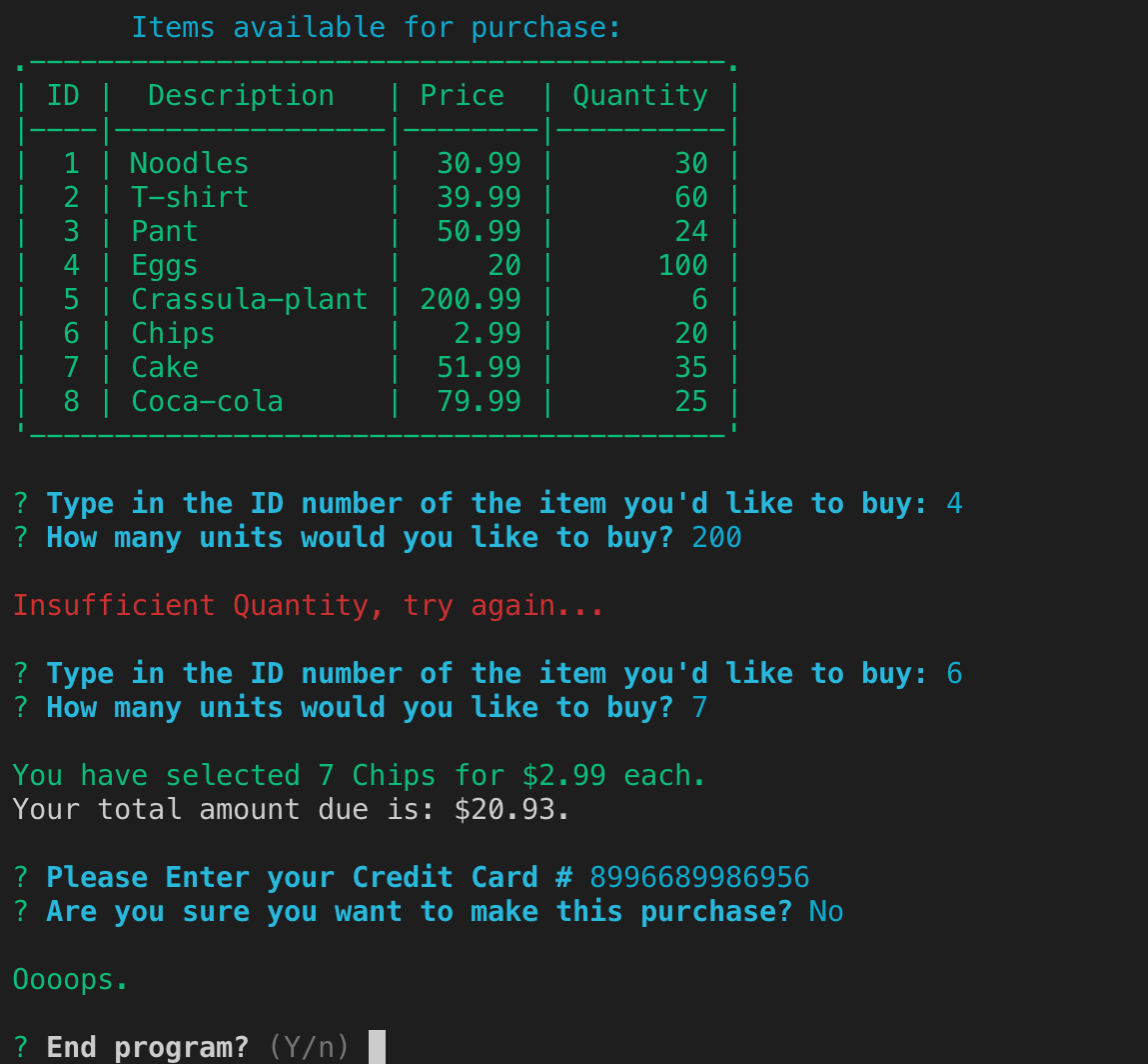 Items available for purchase:
.-----------------------------------------.
| ID |  Description   | Price  | Quantity |
|----|----------------|--------|----------|
|  1 | Noodles        |  30.99 |       30 |
|  2 | T-shirt        |  39.99 |       60 |
|  3 | Pant           |  50.99 |       24 |
|  4 | Eggs           |     20 |      100 |
|  5 | Crassula-plant | 200.99 |        6 |
|  6 | Chips          |   2.99 |       20 |
|  7 | Cake           |  51.99 |       35 |
|  8 | Coca-cola      |  79.99 |       25 |
'-----------------------------------------'
? Type in the ID number of the item you'd like to buy: 4
? How many units would you like to buy? 200
Insufficient Quantity, try again...
? Type in the ID number of the item you'd like to buy: 6
? How many units would you like to buy? 7
You have selected 7 Chips for $2.99 each.
Your total amount due is: $20.93.
? Please Enter your Credit Card # 8996689986956
? Are you sure you want to make this purchase? No
Oooops.
? End program? (Y/n)